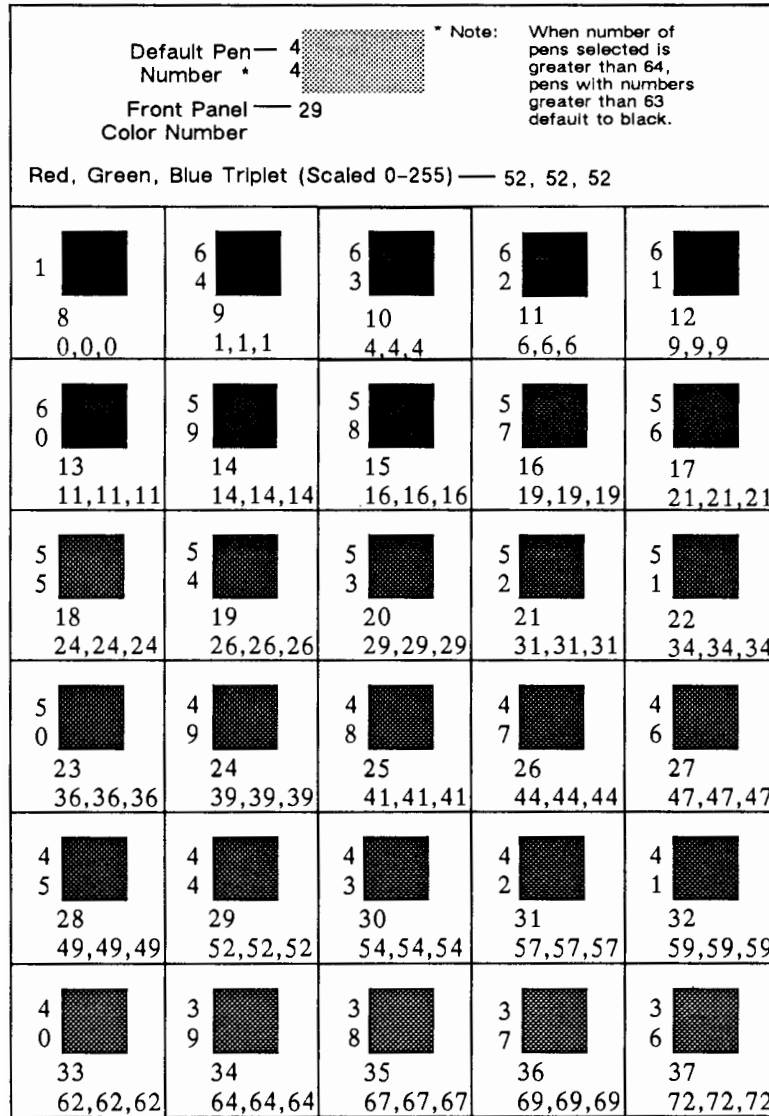 Default Pen — 4
Number * 4
* Note: When number of
pens selected is
greater than 64,
pens with numbers
greater than 63
default to black.
Front Panel — 29
Color Number
Red, Green, Blue Triplet (Scaled 0-255) — 52, 52, 52
1 6 6 6 6
4 3 2 1
8 9 10 11 12
0,0,0 1,1,1 4,4,4 6,6,6 9,9,9
6 5 5 5 5
0 9 8 7 6
13 14 15 16 17
11,11,11 14,14,14 16,16,16 19,19,19 21,21,21
5 5 5 5 5
5 4 3 2 1
18 19 20 21 22
24,24,24 26,26,26 29,29,29 31,31,31 34,34,34
5 4 4 4 4
0 9 8 7 6
23 24 25 26 27
36,36,36 39,39,39 41,41,41 44,44,44 47,47,47
4 4 4 4 4
5 4 3 2 1
28 29 30 31 32
49,49,49 52,52,52 54,54,54 57,57,57 59,59,59
4 3 3 3 3
0 9 8 7 6
33 34 35 36 37
62,62,62 64,64,64 67,67,67 69,69,69 72,72,72